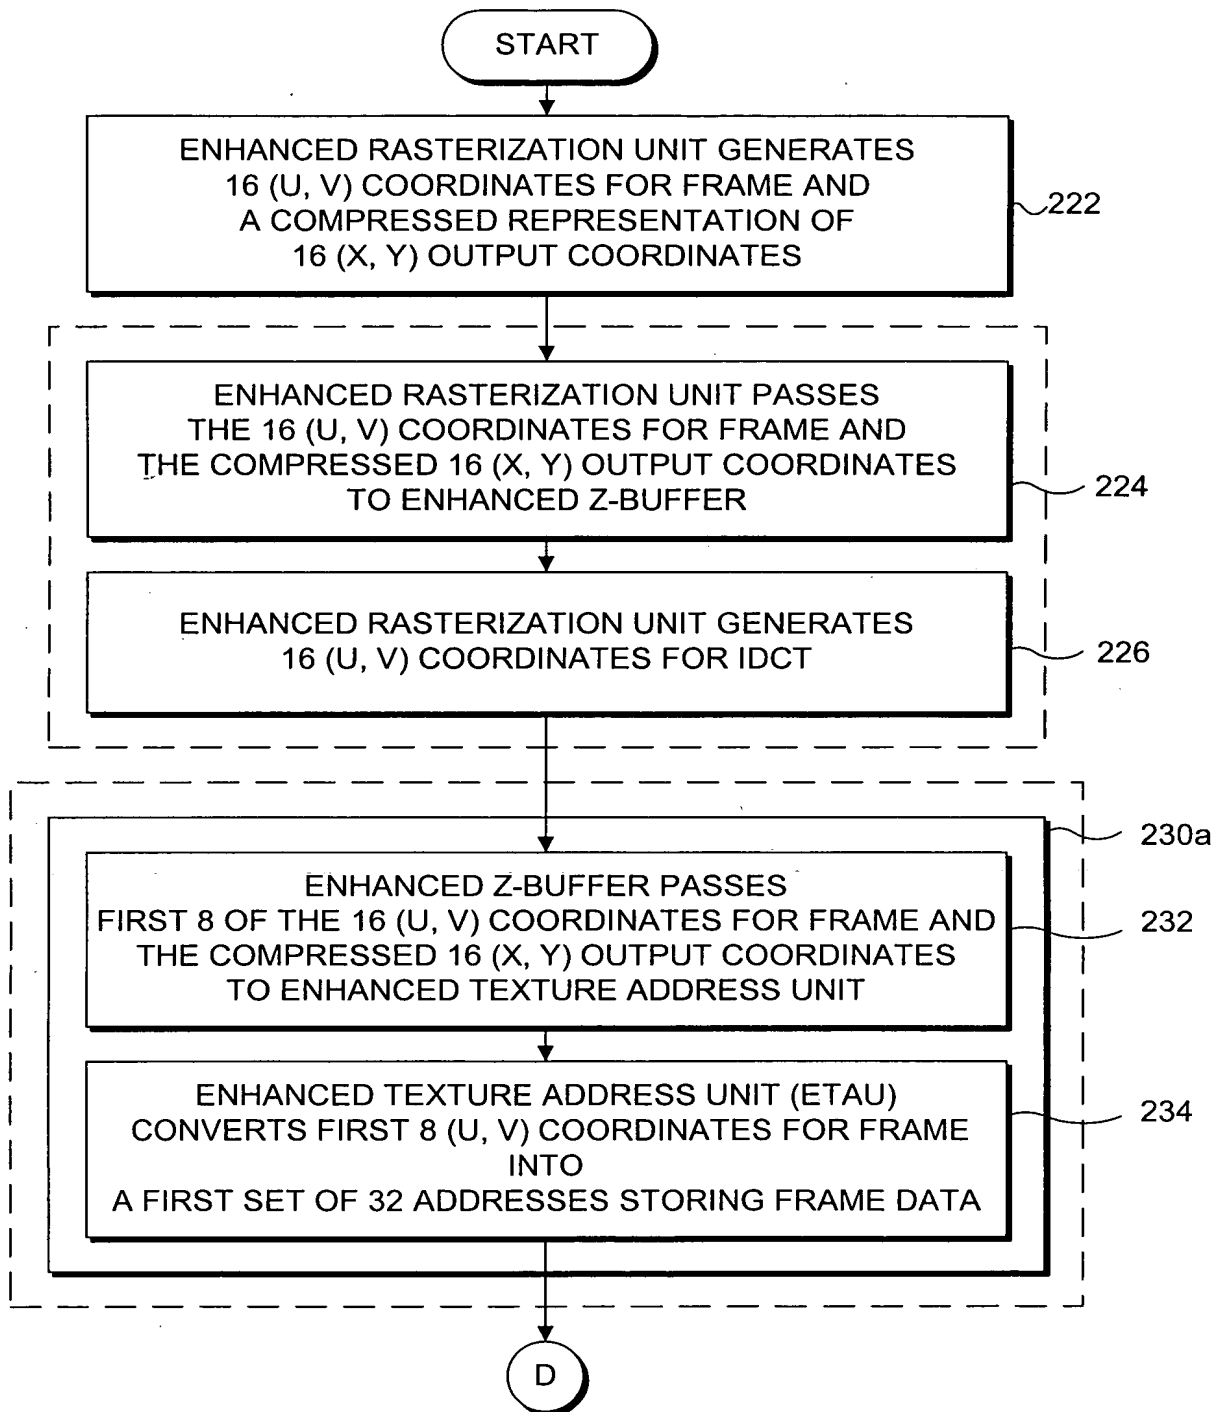 START
ENHANCED RASTERIZATION UNIT GENERATES
16 (U, V) COORDINATES FOR FRAME AND
A COMPRESSED REPRESENTATION OF
16 (X, Y) OUTPUT COORDINATES
222
ENHANCED RASTERIZATION UNIT PASSES
THE 16 (U, V) COORDINATES FOR FRAME AND
THE COMPRESSED 16 (X, Y) OUTPUT COORDINATES
TO ENHANCED Z-BUFFER
224
ENHANCED RASTERIZATION UNIT GENERATES
16 (U, V) COORDINATES FOR IDCT
226
230a
ENHANCED Z-BUFFER PASSES
FIRST 8 OF THE 16 (U, V) COORDINATES FOR FRAME AND
THE COMPRESSED 16 (X, Y) OUTPUT COORDINATES
TO ENHANCED TEXTURE ADDRESS UNIT
232
ENHANCED TEXTURE ADDRESS UNIT (ETAU)
CONVERTS FIRST 8 (U, V) COORDINATES FOR FRAME
INTO
A FIRST SET OF 32 ADDRESSES STORING FRAME DATA
234
D